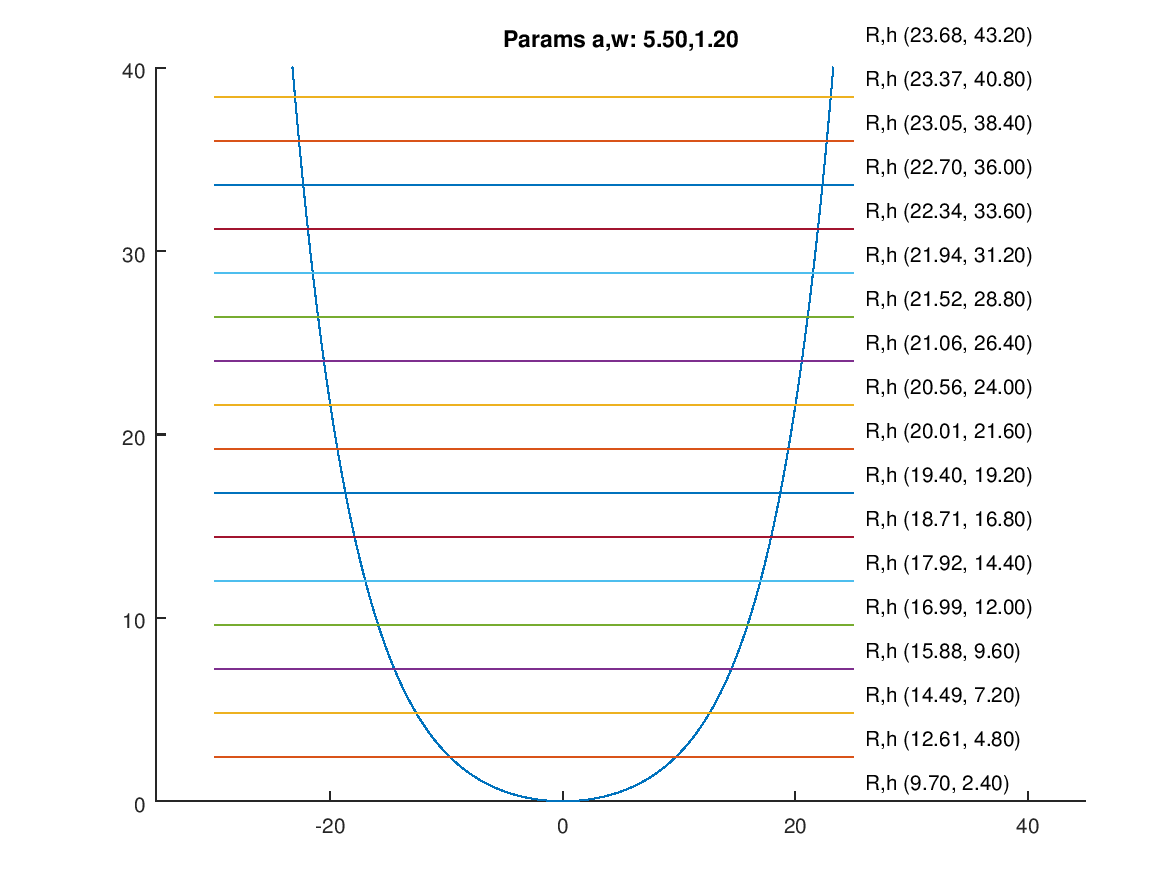 Params a,w: 5.50,1.20
R,h (23.68, 43.20)
R,h (23.37, 40.80)
R,h (23.05, 38.40)
R,h (22.70, 36.00)
R,h (22.34, 33.60)
R,h (21.94, 31.20)
R,h (21.52, 28.80)
R,h (21.06, 26.40)
R,h (20.56, 24.00)
R,h (20.01, 21.60)
R,h (19.40, 19.20)
R,h (18.71, 16.80)
R,h (17.92, 14.40)
R,h (16.99, 12.00)
R,h (15.88, 9.60)
R,h (14.49, 7.20)
R,h (12.61, 4.80)
R,h (9.70, 2.40)
40
30
20
10
0
-20 0 20 40